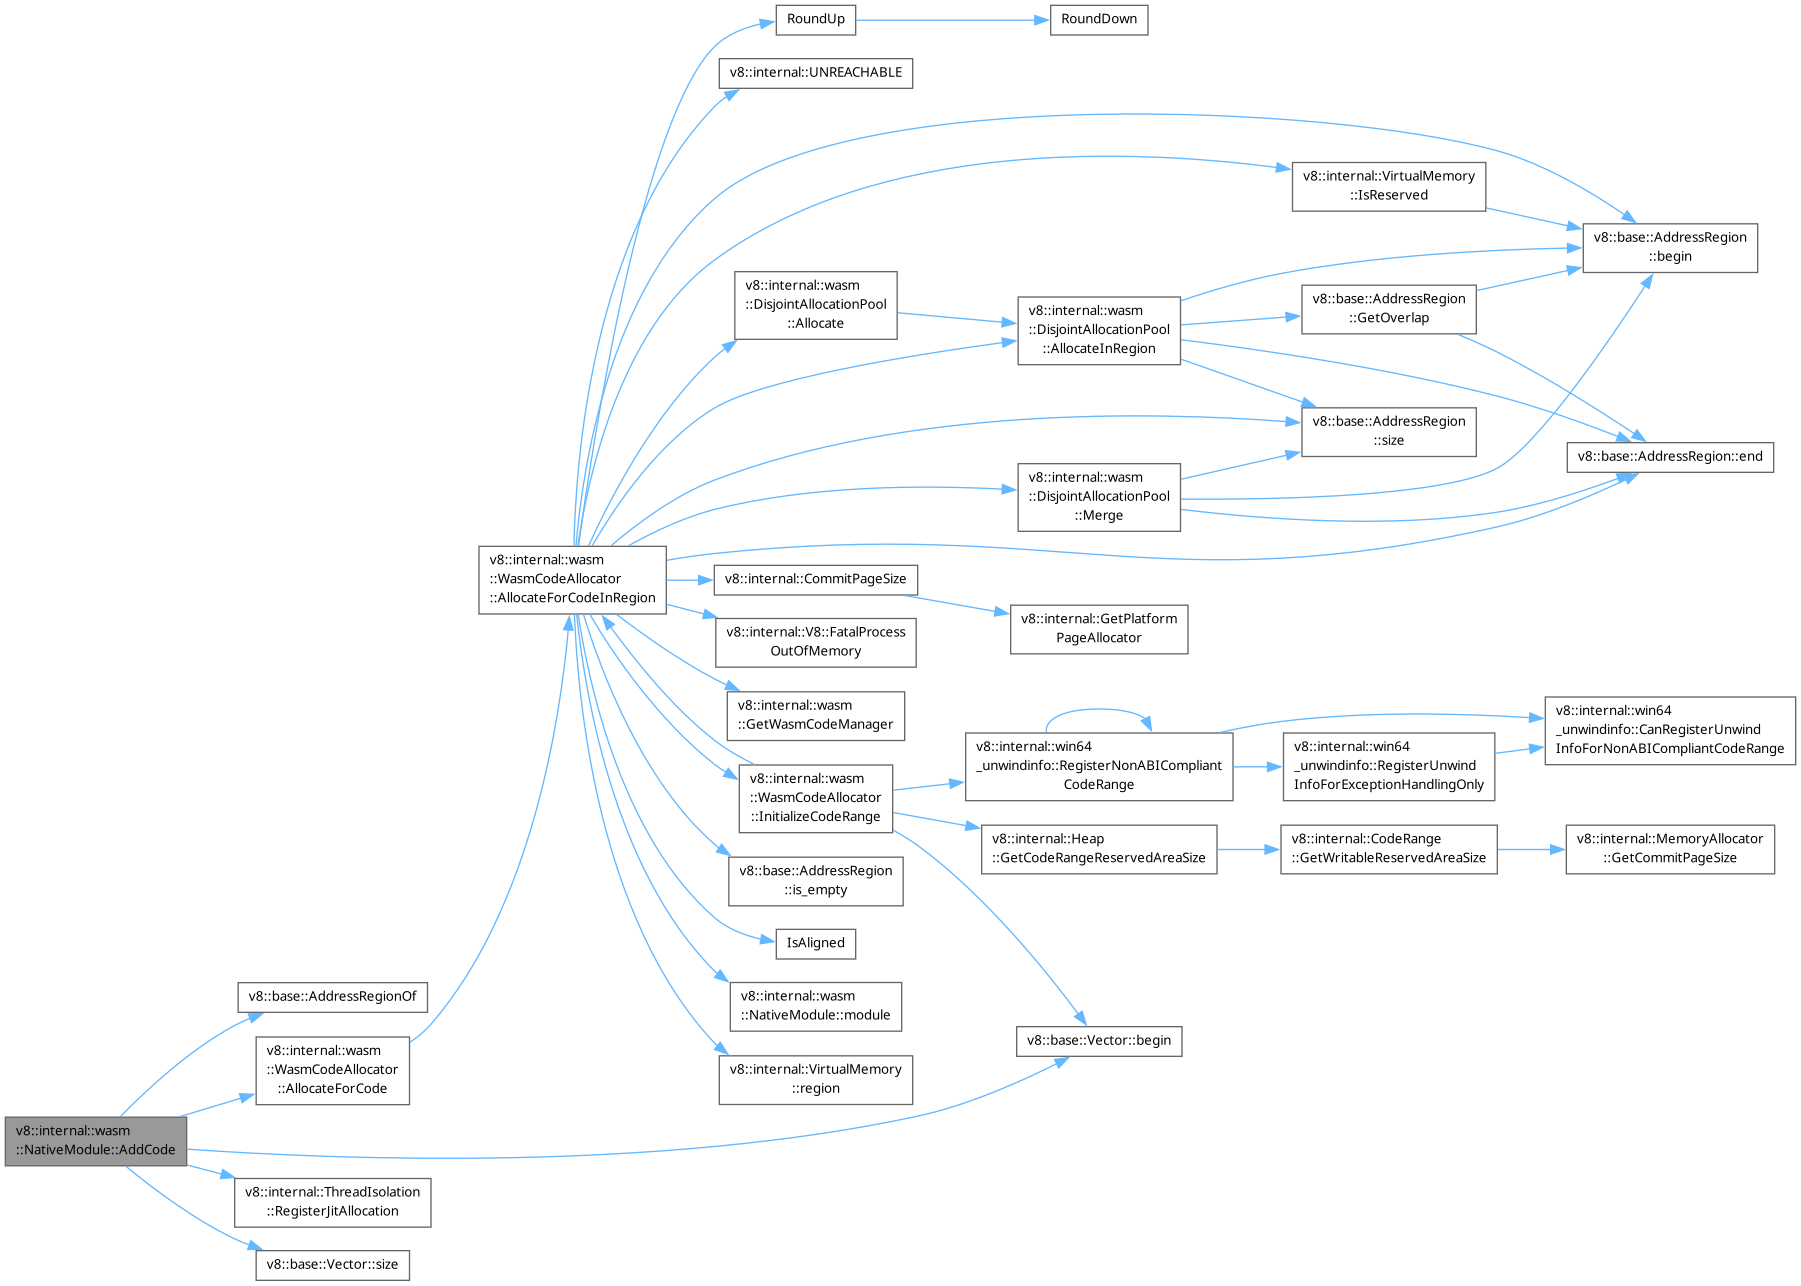 RoundUp
RoundDown
v8::internal::UNREACHABLE
v8::internal::VirtualMemory
::IsReserved
v8::base::AddressRegion
::begin
v8::internal::wasm
::DisjointAllocationPool
::Allocate
v8::internal::wasm
::DisjointAllocationPool
::AllocateInRegion
v8::base::AddressRegion
::GetOverlap
v8::base::AddressRegion
::size
v8::base::AddressRegion::end
v8::internal::wasm
::DisjointAllocationPool
::Merge
v8::internal::wasm
::WasmCodeAllocator
::AllocateForCodeInRegion
v8::internal::CommitPageSize
v8::internal::GetPlatform
PageAllocator
v8::internal::V8::FatalProcess
OutOfMemory
v8::internal::wasm
::GetWasmCodeManager
v8::internal::wasm
::WasmCodeAllocator
::InitializeCodeRange
v8::internal::win64
_unwindinfo::RegisterNonABICompliant
CodeRange
v8::internal::win64
_unwindinfo::RegisterUnwind
InfoForExceptionHandlingOnly
v8::internal::win64
_unwindinfo::CanRegisterUnwind
InfoForNonABICompliantCodeRange
v8::internal::Heap
::GetCodeRangeReservedAreaSize
v8::internal::CodeRange
::GetWritableReservedAreaSize
v8::internal::MemoryAllocator
::GetCommitPageSize
v8::base::AddressRegion
::is_empty
IsAligned
v8::internal::wasm
::NativeModule::module
v8::internal::VirtualMemory
::region
v8::base::Vector::begin
v8::base::AddressRegionOf
v8::internal::wasm
::WasmCodeAllocator
::AllocateForCode
v8::internal::wasm
::NativeModule::AddCode
v8::internal::ThreadIsolation
::RegisterJitAllocation
v8::base::Vector::size